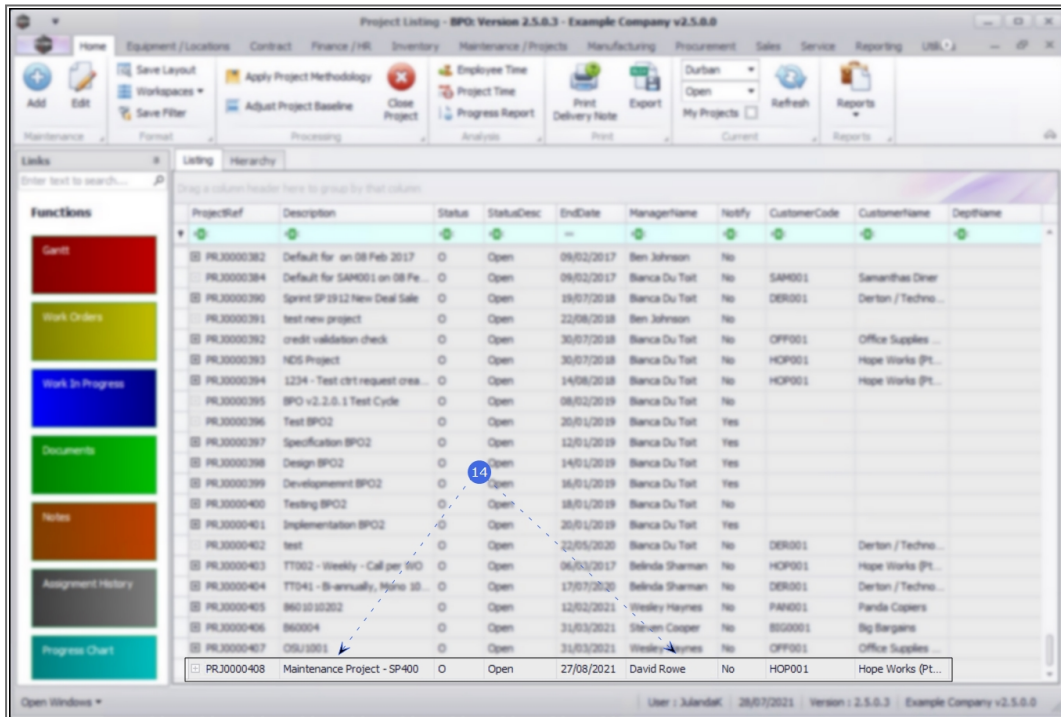 Project Listing - BPO: Version 2.5.0.3 - Example Company v2.5.0.0
Home Equipment / Locations Contract Finance / HR Inventory Maintenance / Projects Manufacturing Procurement Sales Service Reporting
Add Edit Save Layout Workspaces Save Filter Apply Project Methodology Adjust Project Baseline Close Project Employee Time Project Time Progress Report Print Delivery Note Export Durban Open My Projects Refresh Reports
Maintenance Format Processing Analysis Print Current Reports
Links Listing Hierarchy
Enter text to search... Drag a column header here to group by that column
Functions
Gantt
Work Orders
Work In Progress
Documents
Notes
Assignment History
Progress Chart
ProjectRef Description Status StatusDesc EndDate ManagerName Notify CustomerCode CustomerName DeptName
PRJ0000382 Default for on 08 Feb 2017 O Open 09/02/2017 Ben Johnson No
PRJ0000384 Default for SAM001 on 08 Fe... O Open 09/02/2017 Bianca Du Toit No SAM001 Samanthas Diner
PRJ0000390 Sprint SP1912 New Deal Sale O Open 19/07/2018 Bianca Du Toit No DER001 Derton / Techno...
PRJ0000391 test new project O Open 22/08/2018 Ben Johnson No
PRJ0000392 credit validation check O Open 30/07/2018 Bianca Du Toit No OFF001 Office Supplies ...
PRJ0000393 NDS Project O Open 30/07/2018 Bianca Du Toit No HOP001 Hope Works (Pt...
PRJ0000394 1234 - Test ctrt request crea... O Open 14/08/2018 Bianca Du Toit No HOP001 Hope Works (Pt...
PRJ0000395 BPO v2.2.0.1 Test Cycle O Open 08/02/2019 Bianca Du Toit No
PRJ0000396 Test BPO2 O Open 20/01/2019 Bianca Du Toit Yes
PRJ0000397 Specification BPO2 O Open 12/01/2019 Bianca Du Toit Yes
PRJ0000398 Design BPO2 O Open 14/01/2019 Bianca Du Toit Yes
14
PRJ0000399 Developmemnt BPO2 O Open 16/01/2019 Bianca Du Toit Yes
PRJ0000400 Testing BPO2 O Open 18/01/2019 Bianca Du Toit No
PRJ0000401 Implementation BPO2 O Open 20/01/2019 Bianca Du Toit Yes
PRJ0000402 test O Open 22/05/2020 Bianca Du Toit No DER001 Derton / Techno...
PRJ0000403 TT002 - Weekly - Call per WO O Open 2017 Belinda Sharman No HOP001 Hope Works (Pt...
PRJ0000404 TT041 - Bi-annually, Mono 10... O Open 17/07/2020 Belinda Sharman No DER001 Derton / Techno...
PRJ0000405 8601010202 O Open 12/02/2021 Wesley Haynes No PAN001 Panda Copiers
PRJ0000406 B60004 O Open 31/03/2021 Steven Cooper No BIG0001 Big Bargains
PRJ0000407 OSU1001 O Open 31/03/2021 Wesley Haynes No OFF001 Office Supplies ...
PRJ0000408 Maintenance Project - SP400 O Open 27/08/2021 David Rowe No HOP001 Hope Works (Pt...
Open Windows User : JulandaK 28/07/2021 Version : 2.5.0.3 Example Company v2.5.0.0